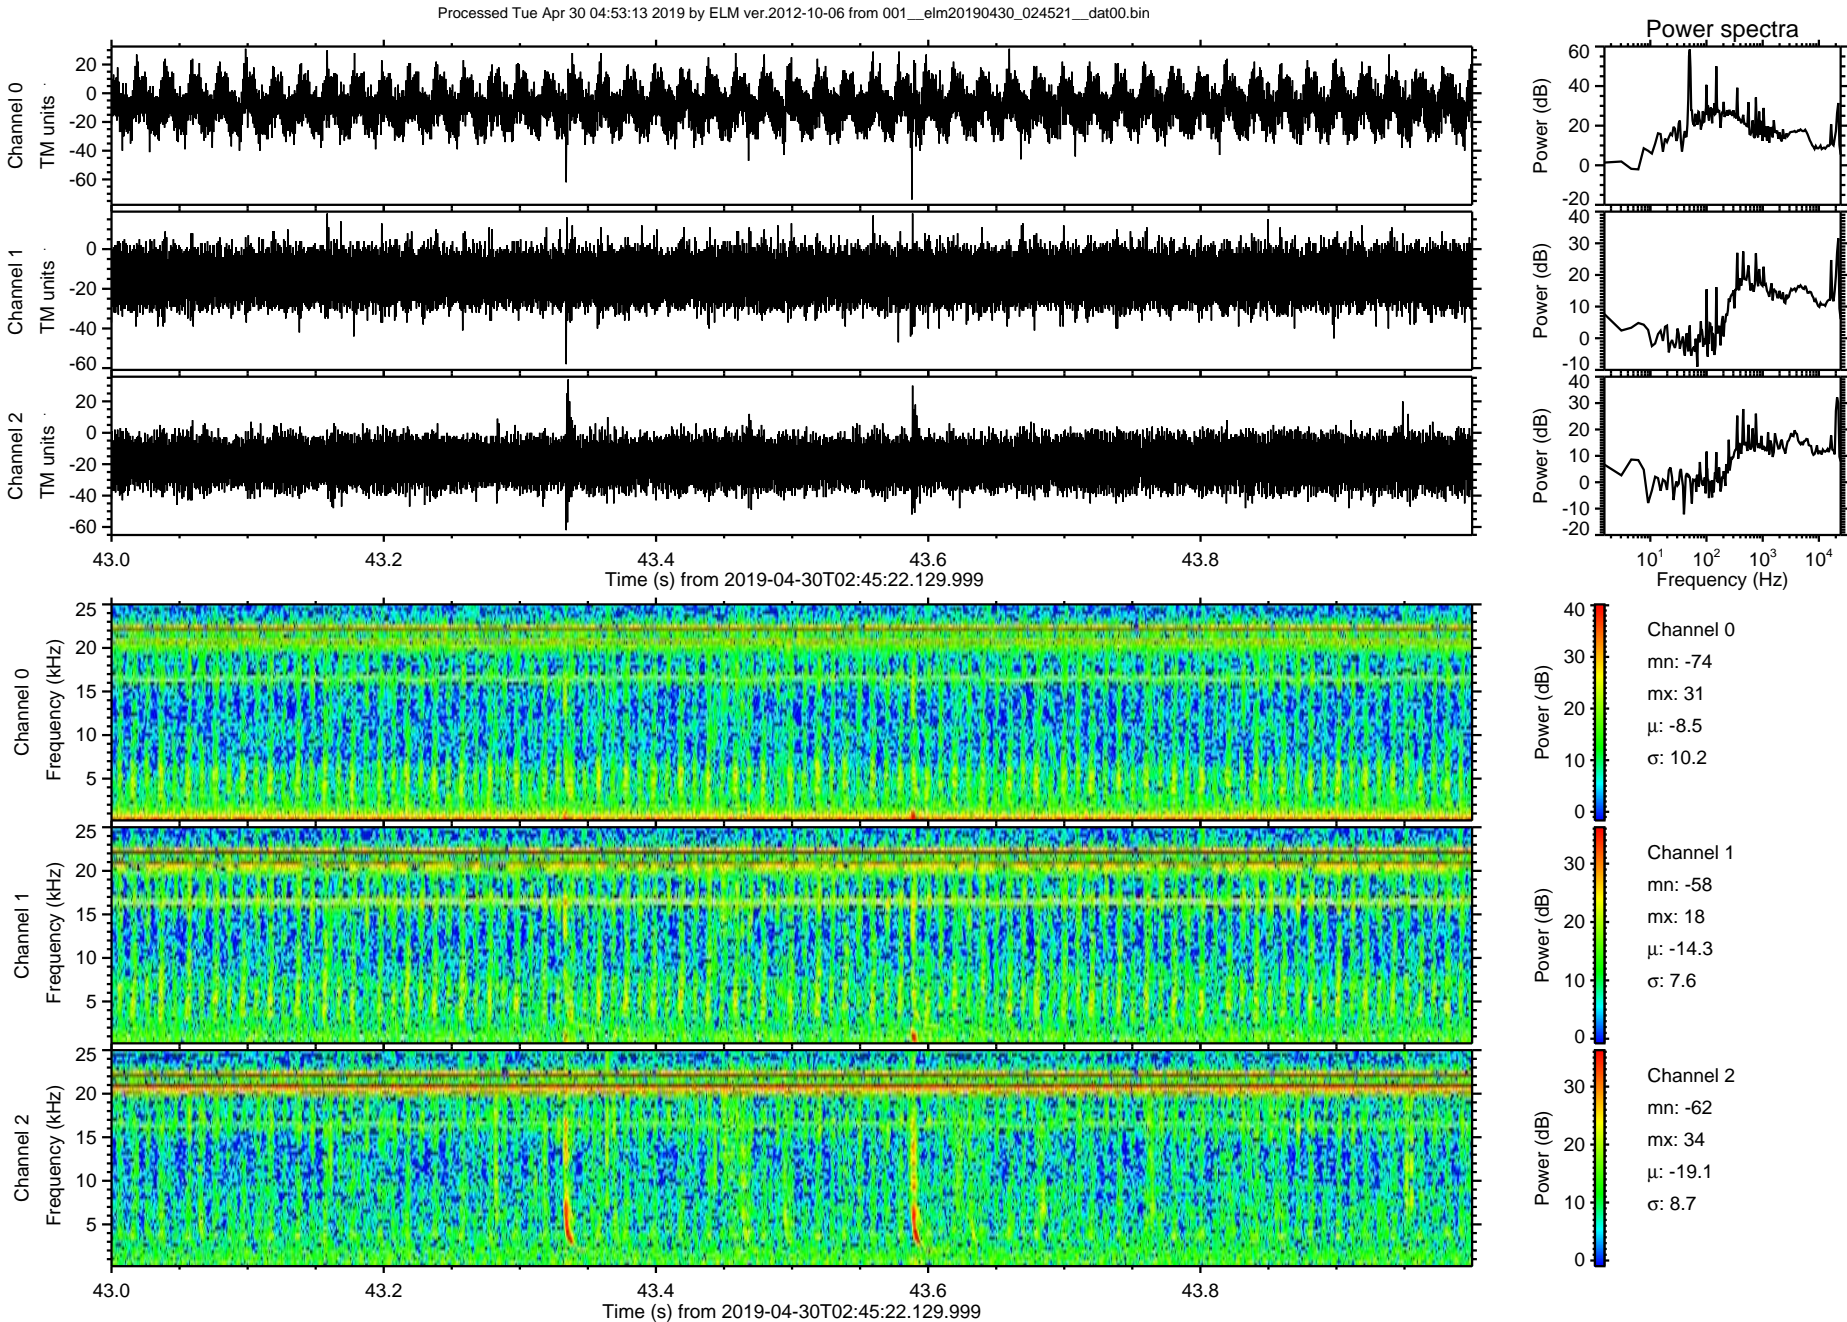 Processed Tue Apr 30 04:53:13 2019 by ELM ver.2012-10-06 from 001__elm20190430_024521__dat00.bin
Power spectra
Channel 0
TM units
20
0
-20
-40
-60
Power (dB)
60
40
20
0
-20
Channel 1
TM units
0
-20
-40
-60
Power (dB)
40
30
20
10
0
-10
Channel 2
TM units
20
0
-20
-40
-60
Power (dB)
40
30
20
10
0
-10
-20
43.0
43.2
43.4
43.6
43.8
Time (s) from 2019-04-30T02:45:22.129.999
10^1
10^2
10^3
10^4
Frequency (Hz)
Channel 0
Frequency (kHz)
25
20
15
10
5
Power (dB)
40
30
20
10
0
Channel 0
mn: -74
mx: 31
μ: -8.5
σ: 10.2
Channel 1
Frequency (kHz)
25
20
15
10
5
Power (dB)
30
20
10
0
Channel 1
mn: -58
mx: 18
μ: -14.3
σ: 7.6
Channel 2
Frequency (kHz)
25
20
15
10
5
Power (dB)
30
20
10
0
Channel 2
mn: -62
mx: 34
μ: -19.1
σ: 8.7
43.0
43.2
43.4
43.6
43.8
Time (s) from 2019-04-30T02:45:22.129.999